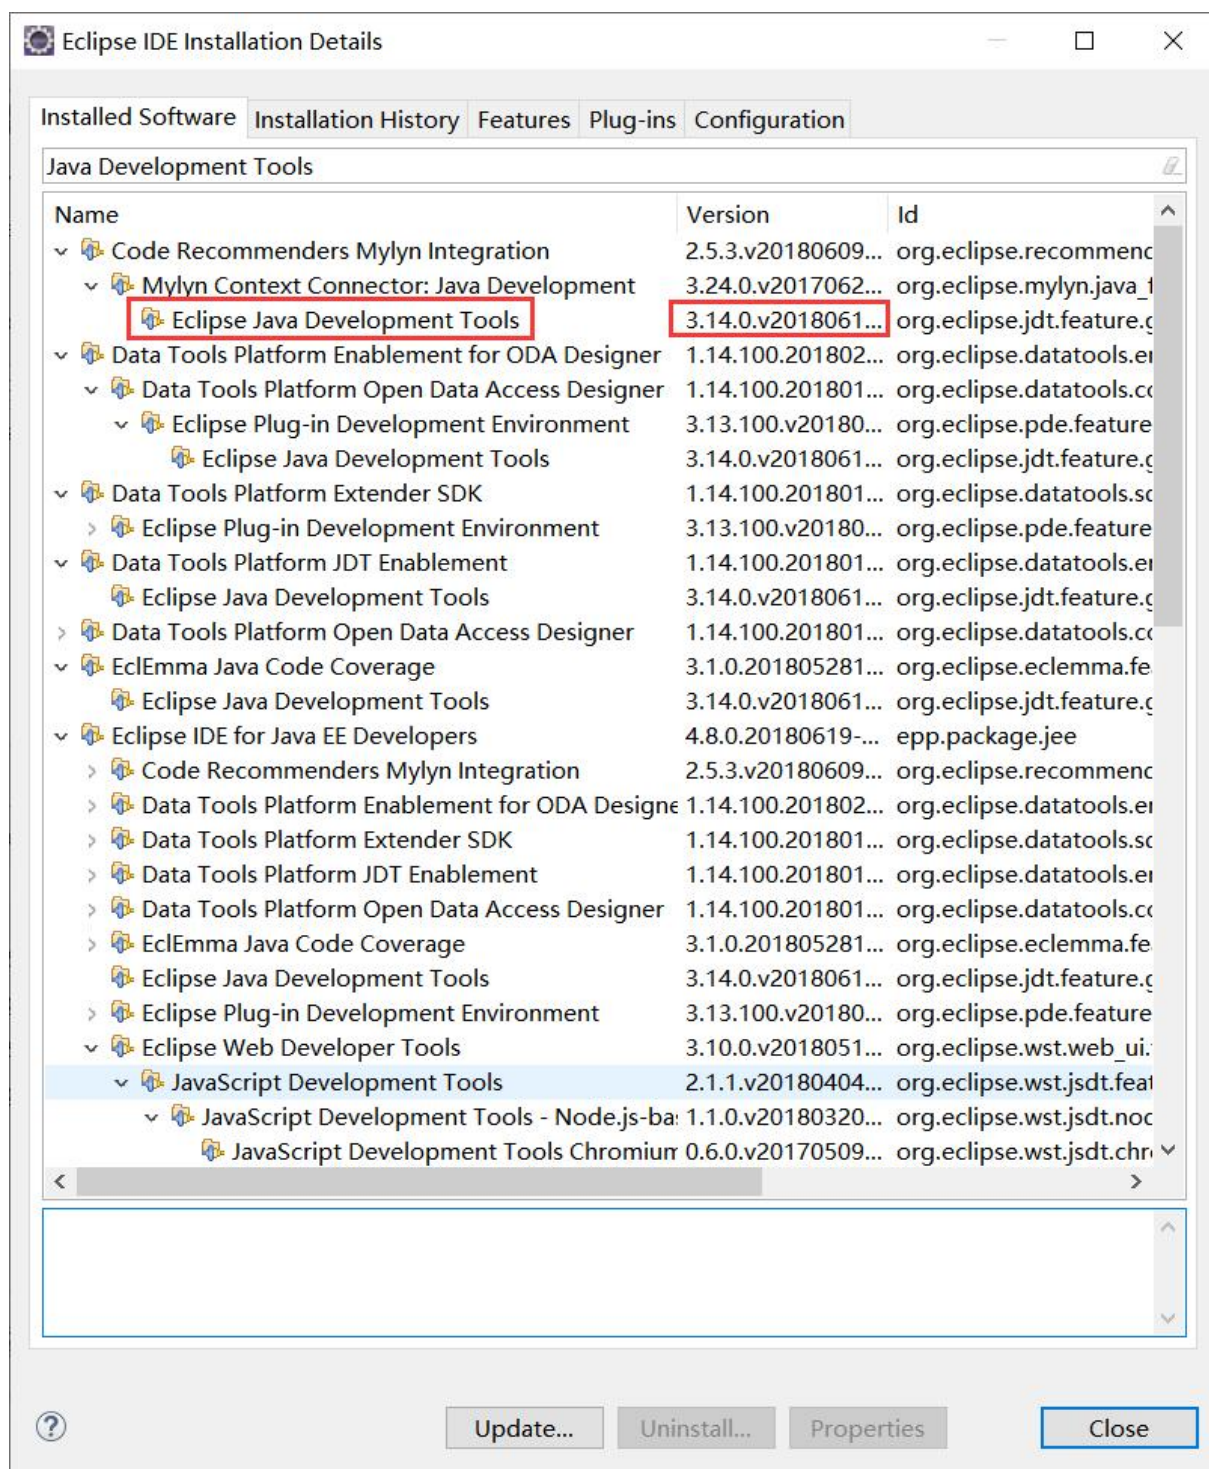 Eclipse IDE Installation Details
Installed Software Installation History Features Plug-ins Configuration
Java Development Tools
Name Version Id
Code Recommenders Mylyn Integration 2.5.3.v20180609... org.eclipse.recommenc
Mylyn Context Connector: Java Development 3.24.0.v2017062... org.eclipse.mylyn.java_f
Eclipse Java Development Tools 3.14.0.v2018061... org.eclipse.jdt.feature.g
Data Tools Platform Enablement for ODA Designer 1.14.100.201802... org.eclipse.datatools.er
Data Tools Platform Open Data Access Designer 1.14.100.201801... org.eclipse.datatools.co
Eclipse Plug-in Development Environment 3.13.100.v20180... org.eclipse.pde.feature
Eclipse Java Development Tools 3.14.0.v2018061... org.eclipse.jdt.feature.g
Data Tools Platform Extender SDK 1.14.100.201801... org.eclipse.datatools.sd
Eclipse Plug-in Development Environment 3.13.100.v20180... org.eclipse.pde.feature
Data Tools Platform JDT Enablement 1.14.100.201801... org.eclipse.datatools.er
Eclipse Java Development Tools 3.14.0.v2018061... org.eclipse.jdt.feature.g
Data Tools Platform Open Data Access Designer 1.14.100.201801... org.eclipse.datatools.co
EclEmma Java Code Coverage 3.1.0.201805281... org.eclipse.eclemma.fe
Eclipse Java Development Tools 3.14.0.v2018061... org.eclipse.jdt.feature.g
Eclipse IDE for Java EE Developers 4.8.0.20180619-... epp.package.jee
Code Recommenders Mylyn Integration 2.5.3.v20180609... org.eclipse.recommenc
Data Tools Platform Enablement for ODA Designe 1.14.100.201802... org.eclipse.datatools.er
Data Tools Platform Extender SDK 1.14.100.201801... org.eclipse.datatools.sd
Data Tools Platform JDT Enablement 1.14.100.201801... org.eclipse.datatools.er
Data Tools Platform Open Data Access Designer 1.14.100.201801... org.eclipse.datatools.co
EclEmma Java Code Coverage 3.1.0.201805281... org.eclipse.eclemma.fe
Eclipse Java Development Tools 3.14.0.v2018061... org.eclipse.jdt.feature.g
Eclipse Plug-in Development Environment 3.13.100.v20180... org.eclipse.pde.feature
Eclipse Web Developer Tools 3.10.0.v2018051... org.eclipse.wst.web_ui.
JavaScript Development Tools 2.1.1.v20180404... org.eclipse.wst.jsdt.feat
JavaScript Development Tools - Node.js-ba 1.1.0.v20180320... org.eclipse.wst.jsdt.noc
JavaScript Development Tools Chromium 0.6.0.v20170509... org.eclipse.wst.jsdt.chr
Update... Uninstall... Properties Close